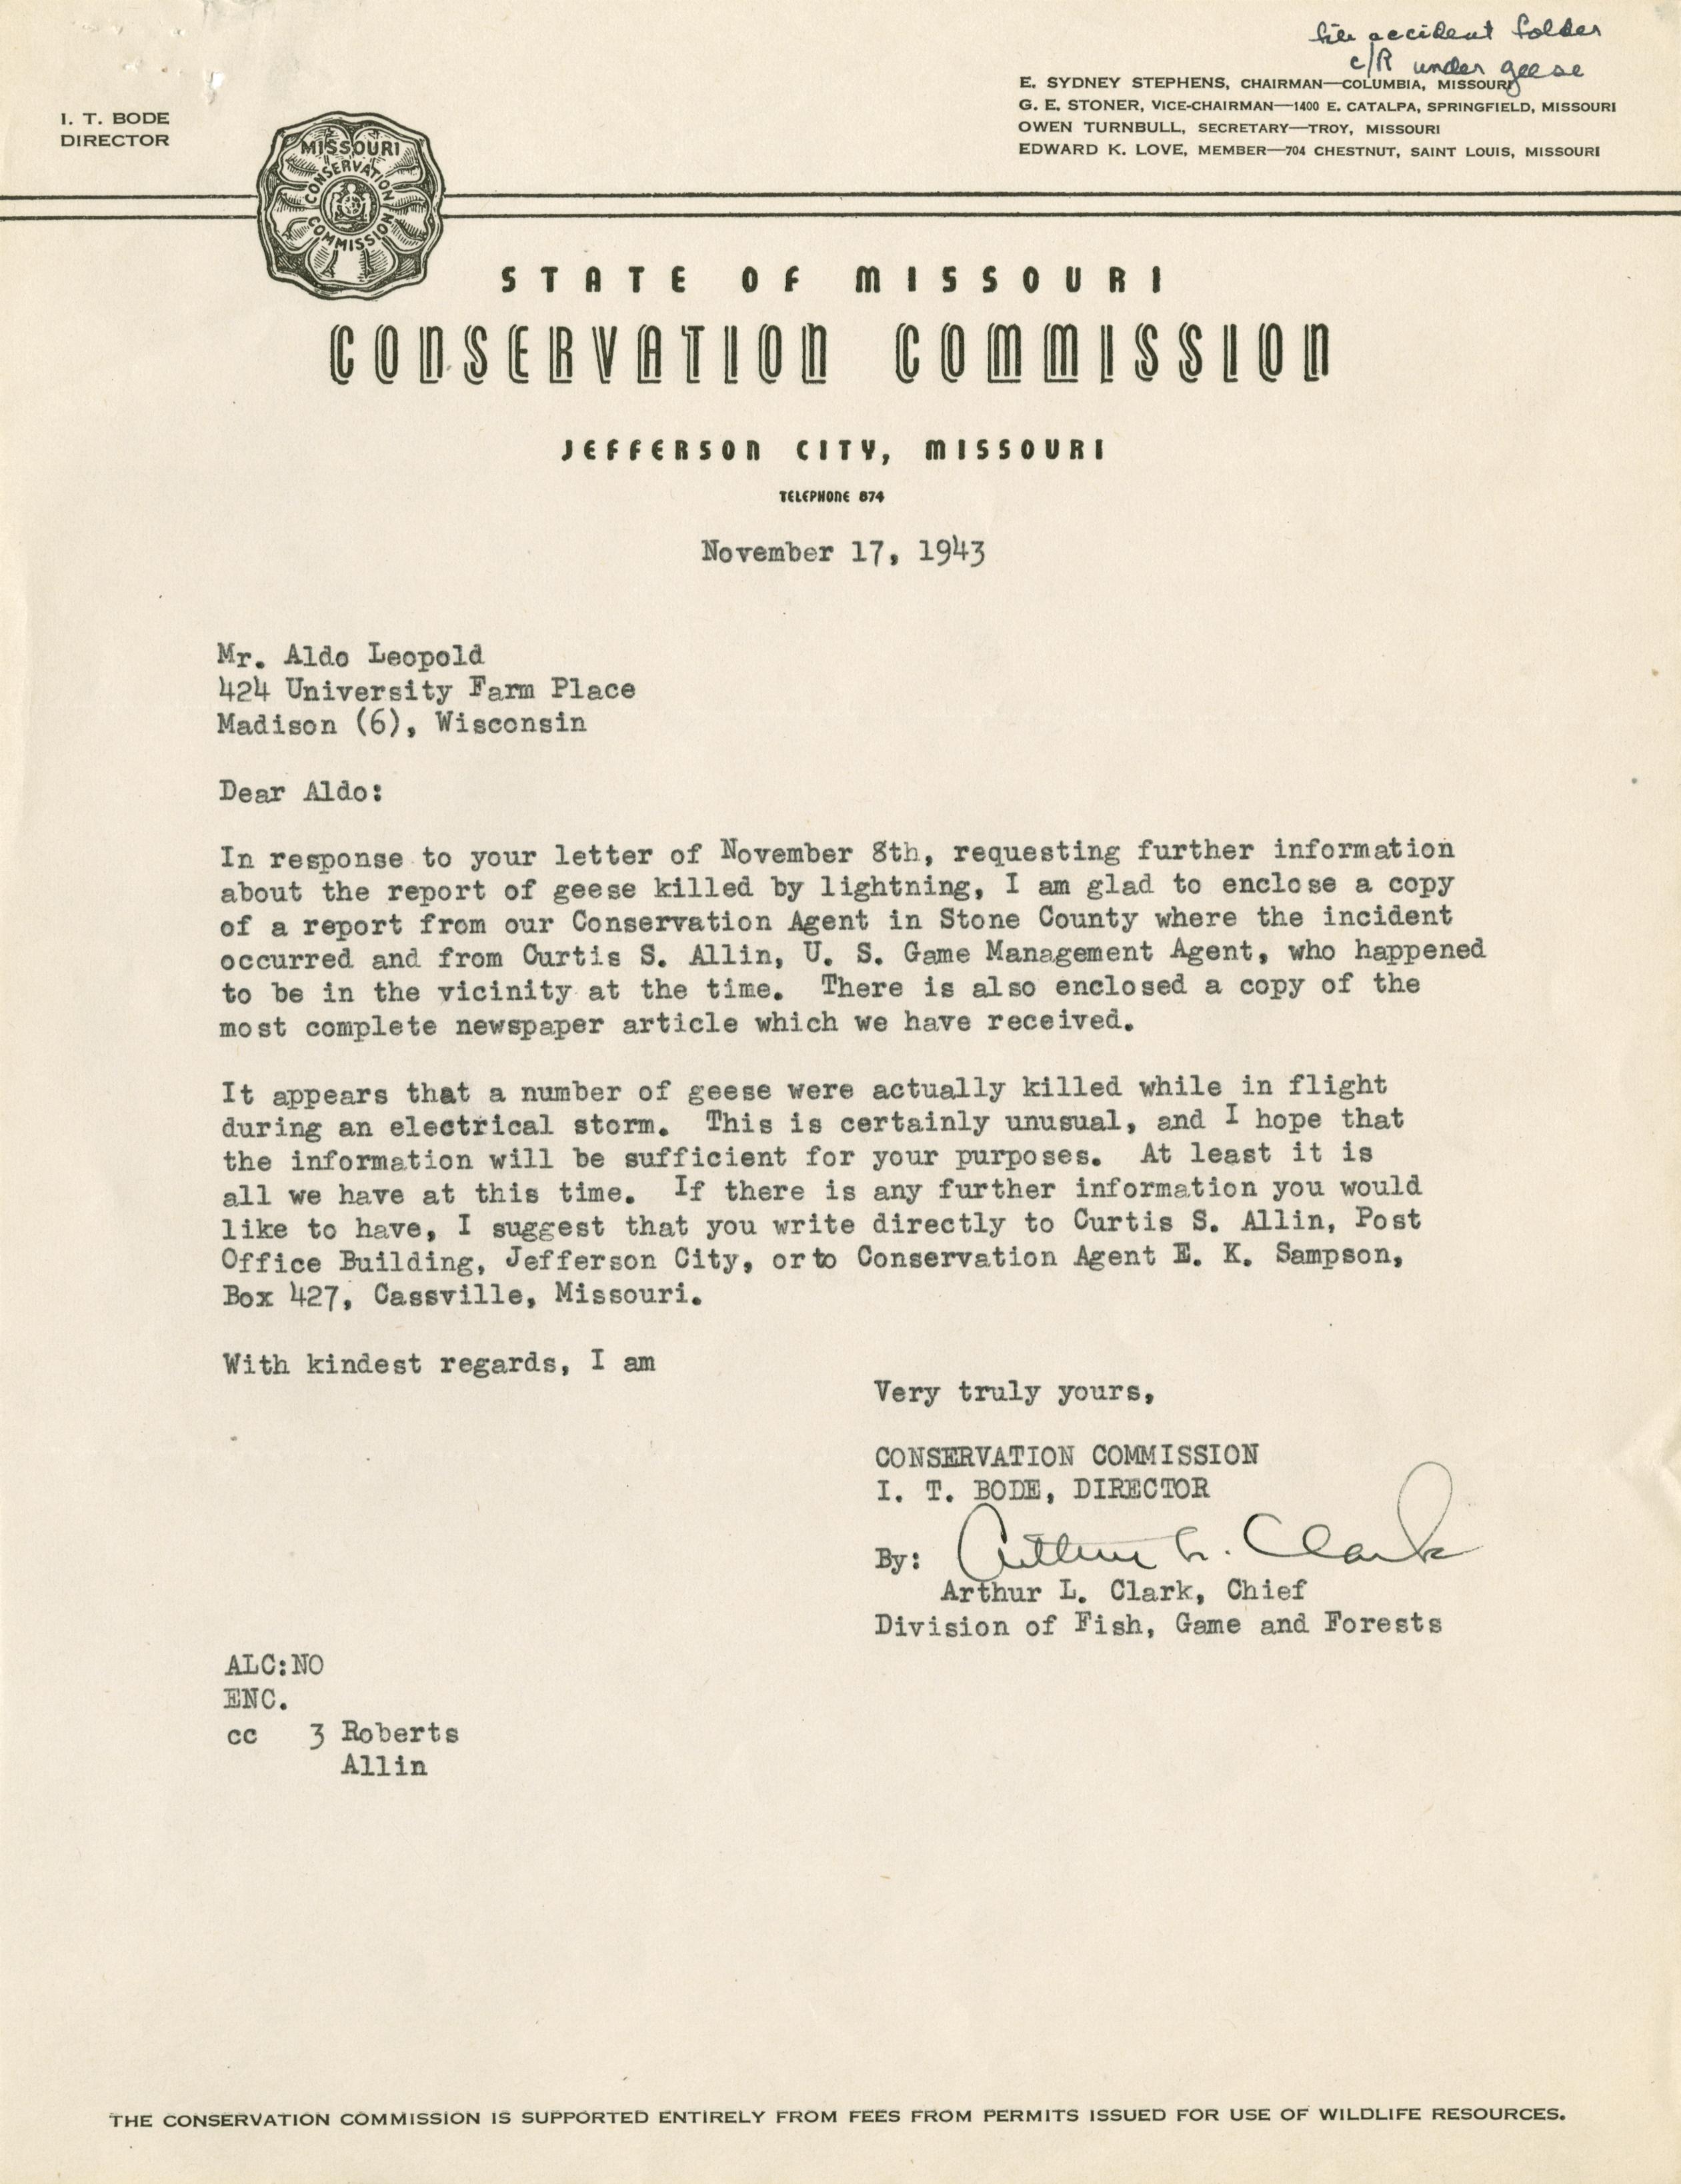 file accident folder
c/R under geese
E. SYDNEY STEPHENS, CHAIRMAN—COLUMBIA, MISSOURI
G. E. STONER, VICE-CHAIRMAN—1400 E. CATALPA, SPRINGFIELD, MISSOURI
OWEN TURNBULL, SECRETARY—TROY, MISSOURI
EDWARD K. LOVE, MEMBER—704 CHESTNUT, SAINT LOUIS, MISSOURI
I. T. BODE
DIRECTOR
MISSOURI
CONSERVATION
COMMISSION
STATE OF MISSOURI
CONSERVATION COMMISSION
JEFFERSON CITY, MISSOURI
TELEPHONE 874
November 17, 1943
Mr. Aldo Leopold
424 University Farm Place
Madison (6), Wisconsin
Dear Aldo:
In response to your letter of November 8th, requesting further information
about the report of geese killed by lightning, I am glad to enclose a copy
of a report from our Conservation Agent in Stone County where the incident
occurred and from Curtis S. Allin, U. S. Game Management Agent, who happened
to be in the vicinity at the time.  There is also enclosed a copy of the
most complete newspaper article which we have received.
It appears that a number of geese were actually killed while in flight
during an electrical storm.  This is certainly unusual, and I hope that
the information will be sufficient for your purposes.  At least it is
all we have at this time.  If there is any further information you would
like to have, I suggest that you write directly to Curtis S. Allin, Post
Office Building, Jefferson City, or to Conservation Agent E. K. Sampson,
Box 427, Cassville, Missouri.
With kindest regards, I am
Very truly yours,
CONSERVATION COMMISSION
I. T. BODE, DIRECTOR
By: Arthur L. Clark
Arthur L. Clark, Chief
Division of Fish, Game and Forests
ALC:NO
ENC.
cc 3 Roberts
Allin
THE CONSERVATION COMMISSION IS SUPPORTED ENTIRELY FROM FEES FROM PERMITS ISSUED FOR USE OF WILDLIFE RESOURCES.